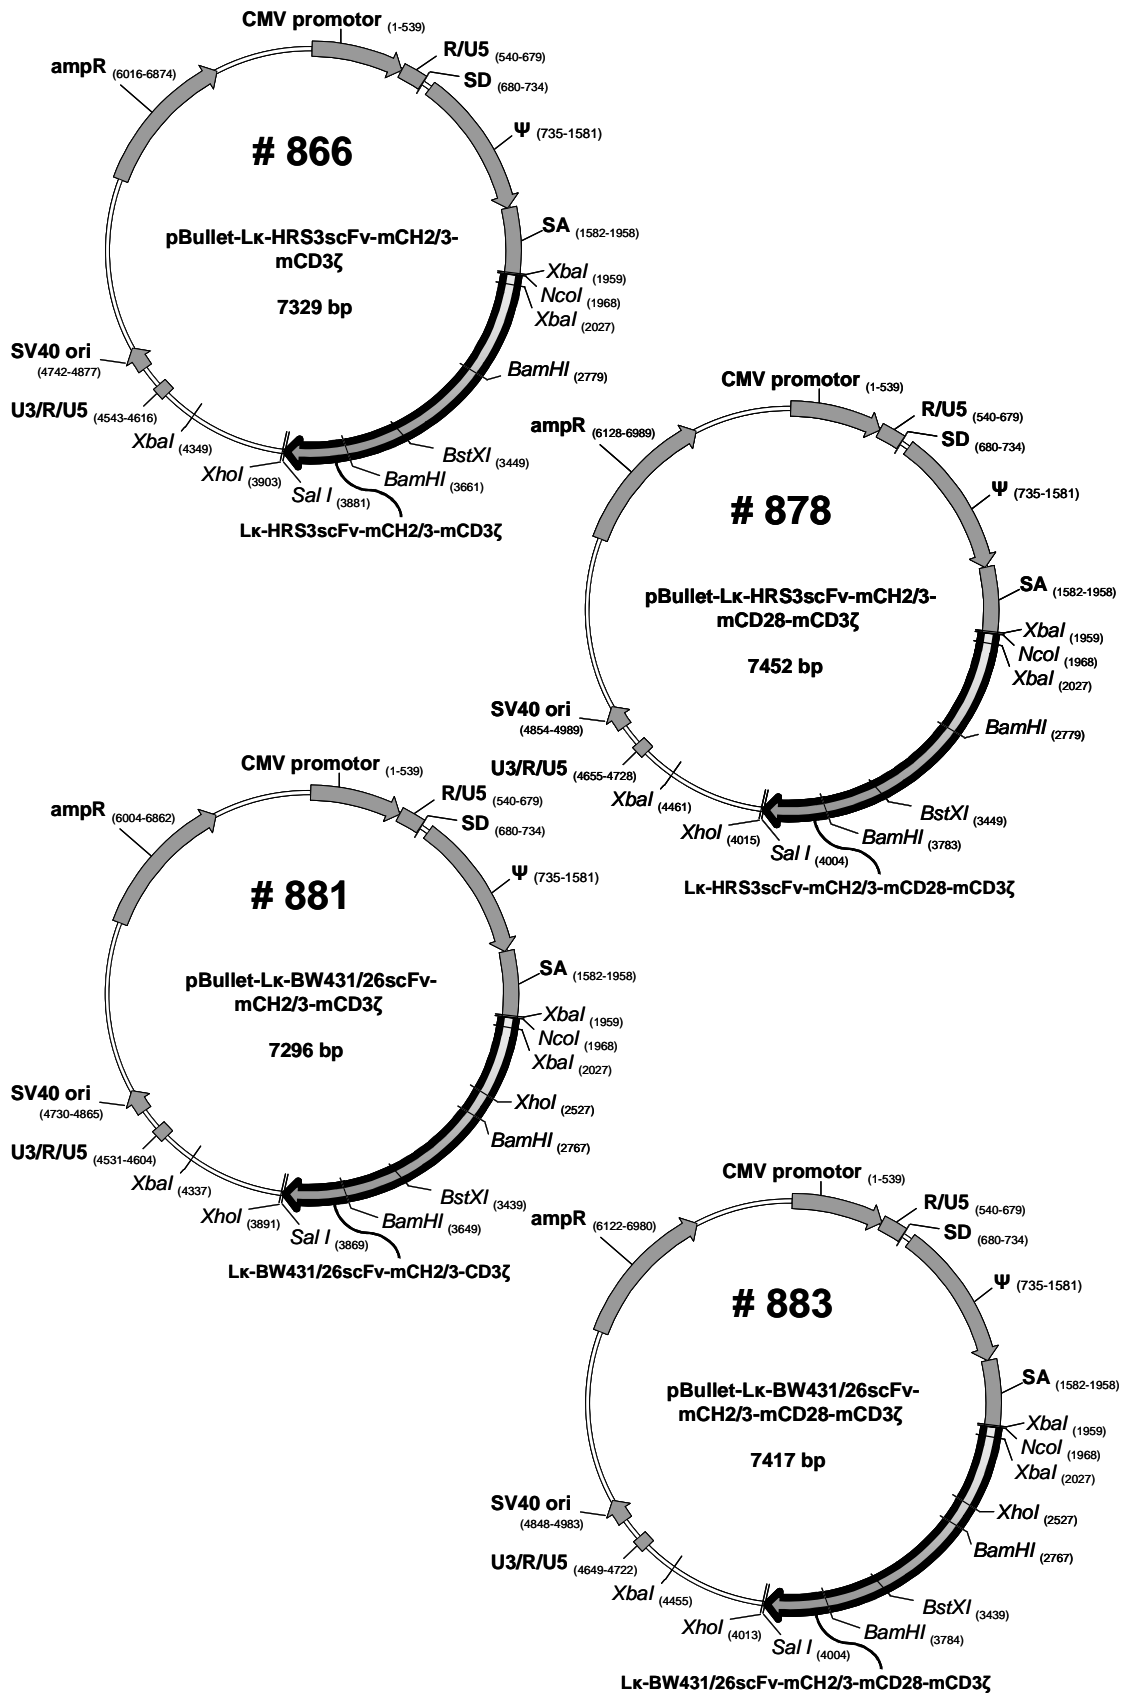 CMV promotor (1-539)
R/U5 (540-679)
ampR (6016-6874)
SD (680-734)
Ψ (735-1581)
# 866
pBullet-Lκ-HRS3scFv-mCH2/3-
mCD3ζ
7329 bp
SA (1582-1958)
XbaI (1959)
NcoI (1968)
XbaI (2027)
SV40 ori
(4742-4877)
BamHI (2779)
U3/R/U5 (4543-4616)
XbaI (4349)
BstXI (3449)
XhoI (3903)
BamHI (3661)
Sal I (3881)
Lκ-HRS3scFv-mCH2/3-mCD3ζ
CMV promotor (1-539)
R/U5 (540-679)
ampR (6128-6989)
SD (680-734)
Ψ (735-1581)
# 878
pBullet-Lκ-HRS3scFv-mCH2/3-
mCD28-mCD3ζ
7452 bp
SA (1582-1958)
XbaI (1959)
NcoI (1968)
XbaI (2027)
SV40 ori
(4854-4989)
BamHI (2779)
U3/R/U5 (4655-4728)
XbaI (4461)
BstXI (3449)
XhoI (4015)
BamHI (3783)
Sal I (4004)
Lκ-HRS3scFv-mCH2/3-mCD28-mCD3ζ
CMV promotor (1-539)
R/U5 (540-679)
ampR (6004-6862)
SD (680-734)
Ψ (735-1581)
# 881
pBullet-Lκ-BW431/26scFv-
mCH2/3-mCD3ζ
7296 bp
SA (1582-1958)
XbaI (1959)
NcoI (1968)
XbaI (2027)
SV40 ori
(4730-4865)
XhoI (2527)
BamHI (2767)
U3/R/U5 (4531-4604)
XbaI (4337)
BstXI (3439)
XhoI (3891)
BamHI (3649)
Sal I (3869)
Lκ-BW431/26scFv-mCH2/3-CD3ζ
CMV promotor (1-539)
R/U5 (540-679)
ampR (6122-6980)
SD (680-734)
Ψ (735-1581)
# 883
pBullet-Lκ-BW431/26scFv-
mCH2/3-mCD28-mCD3ζ
7417 bp
SA (1582-1958)
XbaI (1959)
NcoI (1968)
XbaI (2027)
SV40 ori
(4848-4983)
XhoI (2527)
BamHI (2767)
U3/R/U5 (4649-4722)
XbaI (4455)
BstXI (3439)
XhoI (4013)
BamHI (3784)
Sal I (4004)
Lκ-BW431/26scFv-mCH2/3-mCD28-mCD3ζ